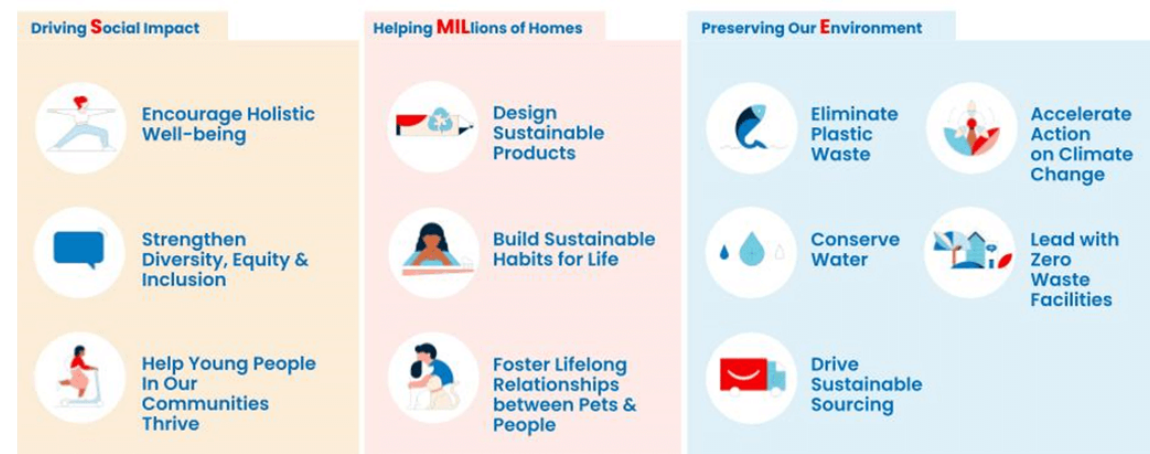 Driving Social Impact
Encourage Holistic
Well-being
Strengthen
Diversity, Equity &
Inclusion
Help Young People
In Our
Communities
Thrive
Helping MILlions of Homes
Design
Sustainable
Products
Build Sustainable
Habits for Life
Foster Lifelong
Relationships
between Pets &
People
Preserving Our Environment
Eliminate
Plastic
Waste
Accelerate
Action
on Climate
Change
Conserve
Water
Lead with
Zero
Waste
Facilities
Drive
Sustainable
Sourcing